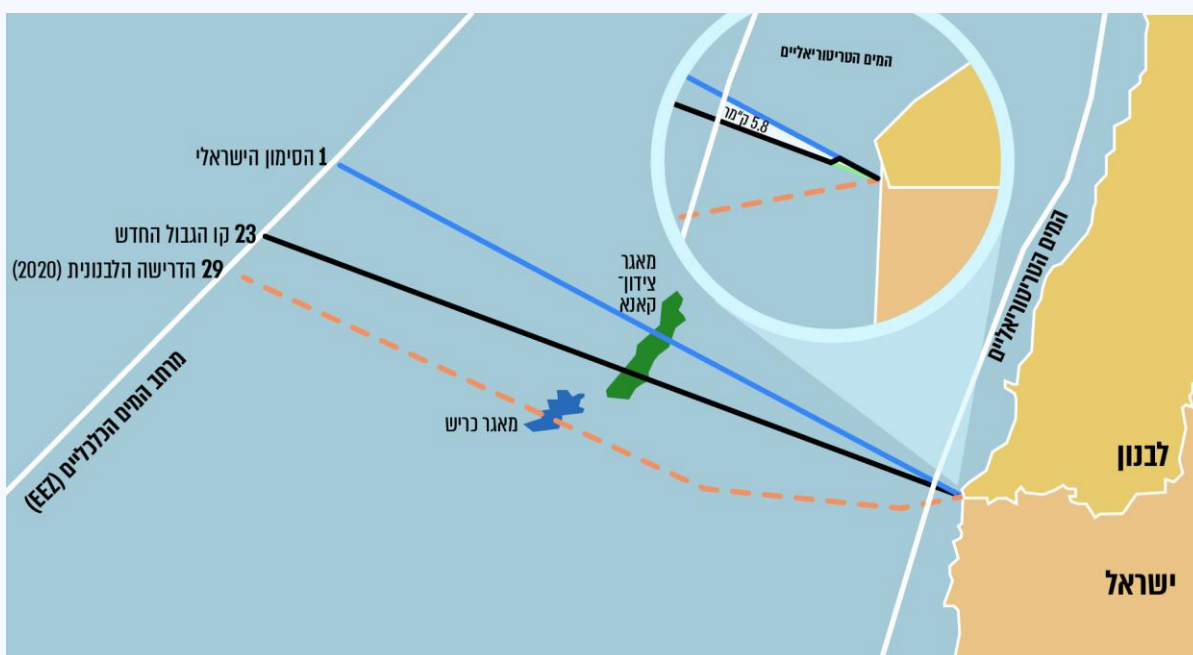 המים הטריטוריאליים
5.8 ק"מר
1 הסימון הישראלי
המים הטריטוריאליים
23 קו הגבול החדש
29 הדרישה הלבנונית (2020)
מאגר
צידון־
קאנא
מאגר כריש
מרחב המים הכלכליים (EEZ)
לבנון
ישראל